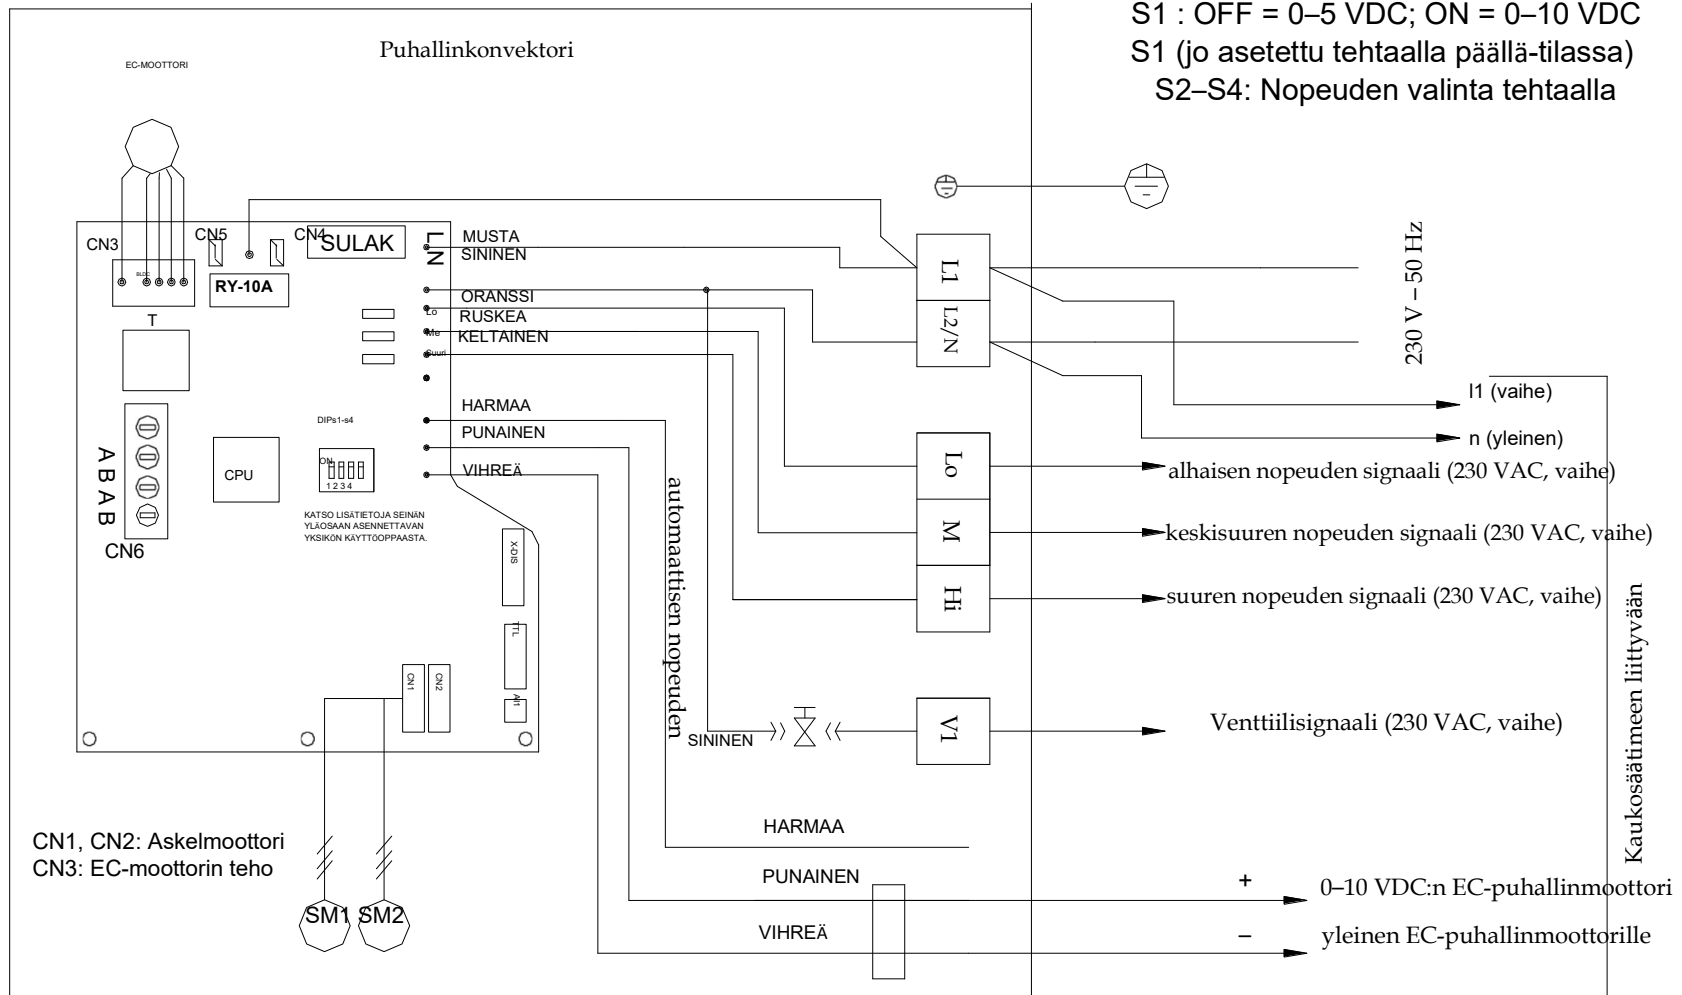 S1 : OFF = 0–5 VDC; ON = 0–10 VDC
S1 (jo asetettu tehtaalla päällä-tilassa)
S2–S4: Nopeuden valinta tehtaalla
Puhallinkonvektori
EC-MOOTTORI
CN3
CN5
CN4
SULAK
L N
MUSTA
SININEN
BLDC
RY-10A
T
ORANSSI
Lo
RUSKEA
Me
KELTAINEN
Suuri
L1
L2/N
230 V – 50 Hz
l1 (vaihe)
n (yleinen)
HARMAA
DIPs1-s4
PUNAINEN
VIHREÄ
ON
1 2 3 4
CPU
A B A B
CN6
KATSO LISÄTIETOJA SEINÄN
YLÄOSAAN ASENNETTAVAN
YKSIKÖN KÄYTTÖOPPAASTA.
X-DIS
TTL
AI1
CN1
CN2
automaattisen nopeuden
Lo
alhaisen nopeuden signaali (230 VAC, vaihe)
M
keskisuuren nopeuden signaali (230 VAC, vaihe)
Hi
suuren nopeuden signaali (230 VAC, vaihe)
SININEN
V1
Venttiilisignaali (230 VAC, vaihe)
Kaukosäätimeen liittyvään
CN1, CN2: Askelmoottori
CN3: EC-moottorin teho
SM1
SM2
HARMAA
PUNAINEN
+
0–10 VDC:n EC-puhallinmoottori
VIHREÄ
–
yleinen EC-puhallinmoottorille